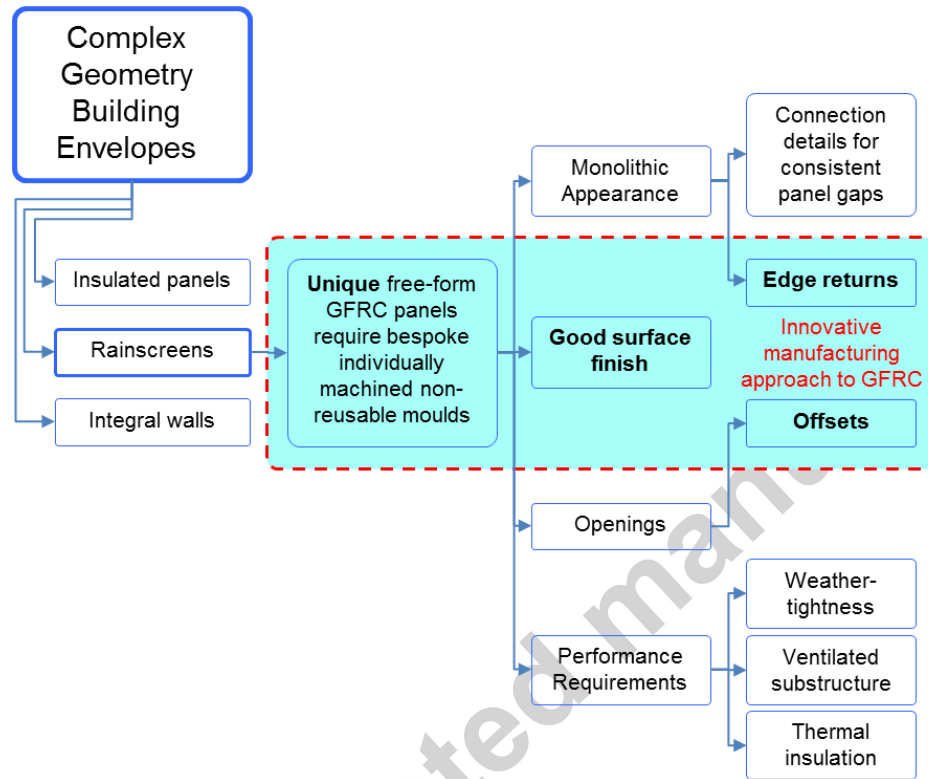 Complex
Geometry
Building
Envelopes
Insulated panels
Rainscreens
Integral walls
Unique free-form
GFRC panels
require bespoke
individually
machined non-
reusable moulds
Monolithic
Appearance
Good surface
finish
Openings
Performance
Requirements
Connection
details for
consistent
panel gaps
Edge returns
Innovative
manufacturing
approach to GFRC
Offsets
Weather-
tightness
Ventilated
substructure
Thermal
insulation